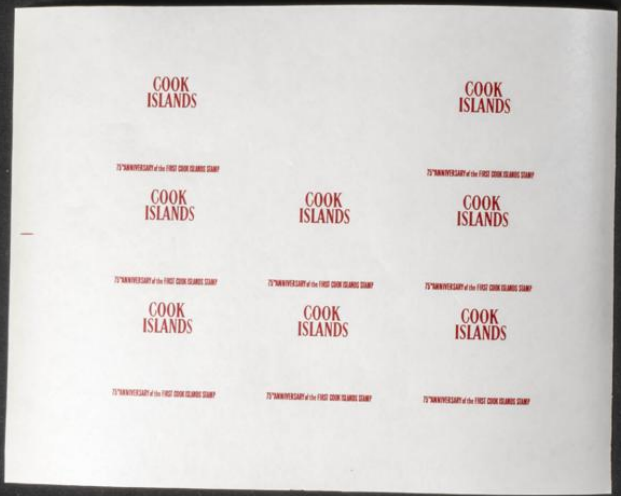 COOK
ISLANDS
COOK
ISLANDS
75TH ANNIVERSARY of the FIRST COOK ISLANDS STAMP
75TH ANNIVERSARY of the FIRST COOK ISLANDS STAMP
COOK
ISLANDS
COOK
ISLANDS
COOK
ISLANDS
75TH ANNIVERSARY of the FIRST COOK ISLANDS STAMP
75TH ANNIVERSARY of the FIRST COOK ISLANDS STAMP
75TH ANNIVERSARY of the FIRST COOK ISLANDS STAMP
COOK
ISLANDS
COOK
ISLANDS
COOK
ISLANDS
75TH ANNIVERSARY of the FIRST COOK ISLANDS STAMP
75TH ANNIVERSARY of the FIRST COOK ISLANDS STAMP
75TH ANNIVERSARY of the FIRST COOK ISLANDS STAMP